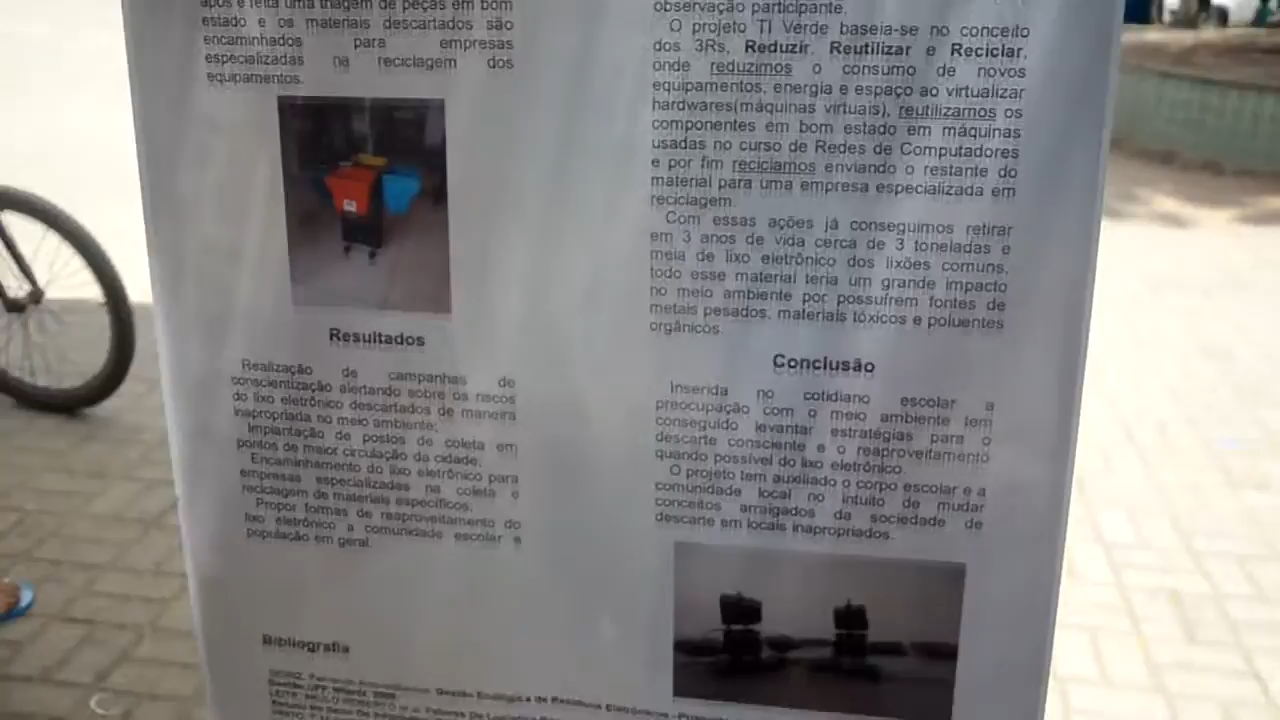 após é feita uma triagem de peças em bom
estado e os materiais descartados são
encaminhados para empresas
especializadas na reciclagem dos
equipamentos.
Resultados
Realização de campanhas de
conscientização alertando sobre os riscos
do lixo eletrônico descartados de maneira
inapropriada no meio ambiente;
Implantação de postos de coleta em
pontos de maior circulação da cidade;
Encaminhamento do lixo eletrônico para
empresas especializadas na coleta e
reciclagem de materiais específicos;
Propor formas de reaproveitamento do
lixo eletrônico a comunidade escolar e
população em geral.
Bibliografia
observação participante.
O projeto TI Verde baseia-se no conceito
dos 3Rs, Reduzir, Reutilizar e Reciclar,
onde reduzimos o consumo de novos
equipamentos, energia e espaço ao virtualizar
hardwares(máquinas virtuais), reutilizamos os
componentes em bom estado em máquinas
usadas no curso de Redes de Computadores
e por fim reciclamos enviando o restante do
material para uma empresa especializada em
reciclagem.
Com essas ações já conseguimos retirar
em 3 anos de vida cerca de 3 toneladas e
meia de lixo eletrônico dos lixões comuns,
todo esse material teria um grande impacto
no meio ambiente por possuírem fontes de
metais pesados, materiais tóxicos e poluentes
orgânicos.
Conclusão
Inserida no cotidiano escolar a
preocupação com o meio ambiente tem
conseguido levantar estratégias para o
descarte consciente e o reaproveitamento
quando possível do lixo eletrônico.
O projeto tem auxiliado o corpo escolar e a
comunidade local no intuito de mudar
conceitos arraigados da sociedade de
descarte em locais inapropriados.